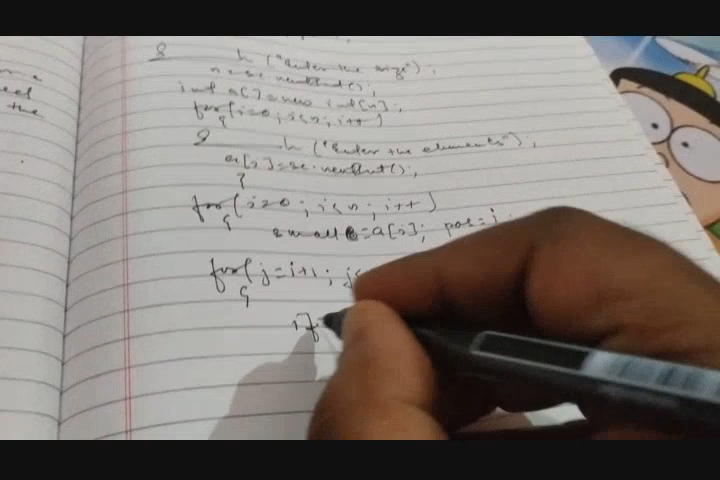 S h ("Enter the size");
n=sc.nextInt();
int a[]=new int[n];
for(i=0;i<n;i++)
{
S h ("Enter the elements");
a[i]=sc.nextInt();
}
for(i=0;i<n;i++)
{
small=a[i]; pos=i
for(j=i+1;j<
{
if
the